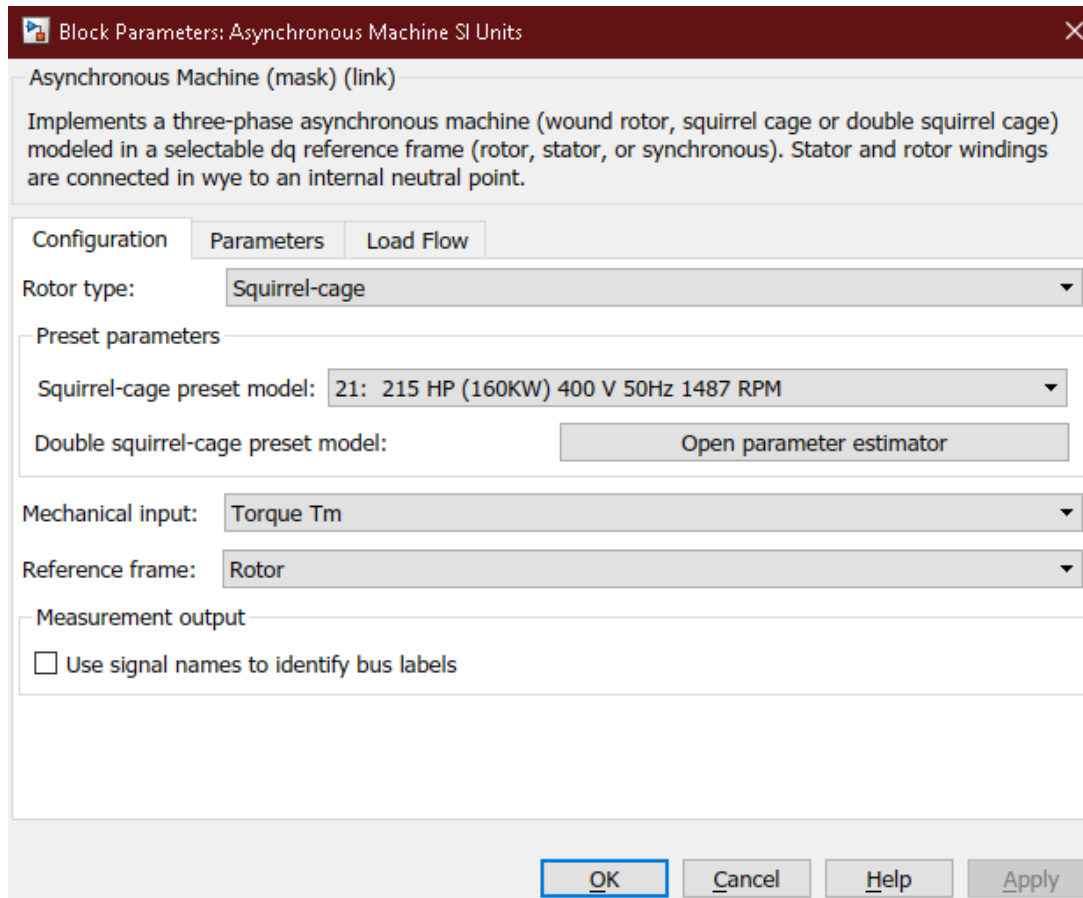 Block Parameters: Asynchronous Machine SI Units
Asynchronous Machine (mask) (link)
Implements a three-phase asynchronous machine (wound rotor, squirrel cage or double squirrel cage)
modeled in a selectable dq reference frame (rotor, stator, or synchronous). Stator and rotor windings
are connected in wye to an internal neutral point.
Configuration Parameters Load Flow
Rotor type: Squirrel-cage
Preset parameters
Squirrel-cage preset model: 21: 215 HP (160KW) 400 V 50Hz 1487 RPM
Double squirrel-cage preset model: Open parameter estimator
Mechanical input: Torque Tm
Reference frame: Rotor
Measurement output
Use signal names to identify bus labels
OK Cancel Help Apply